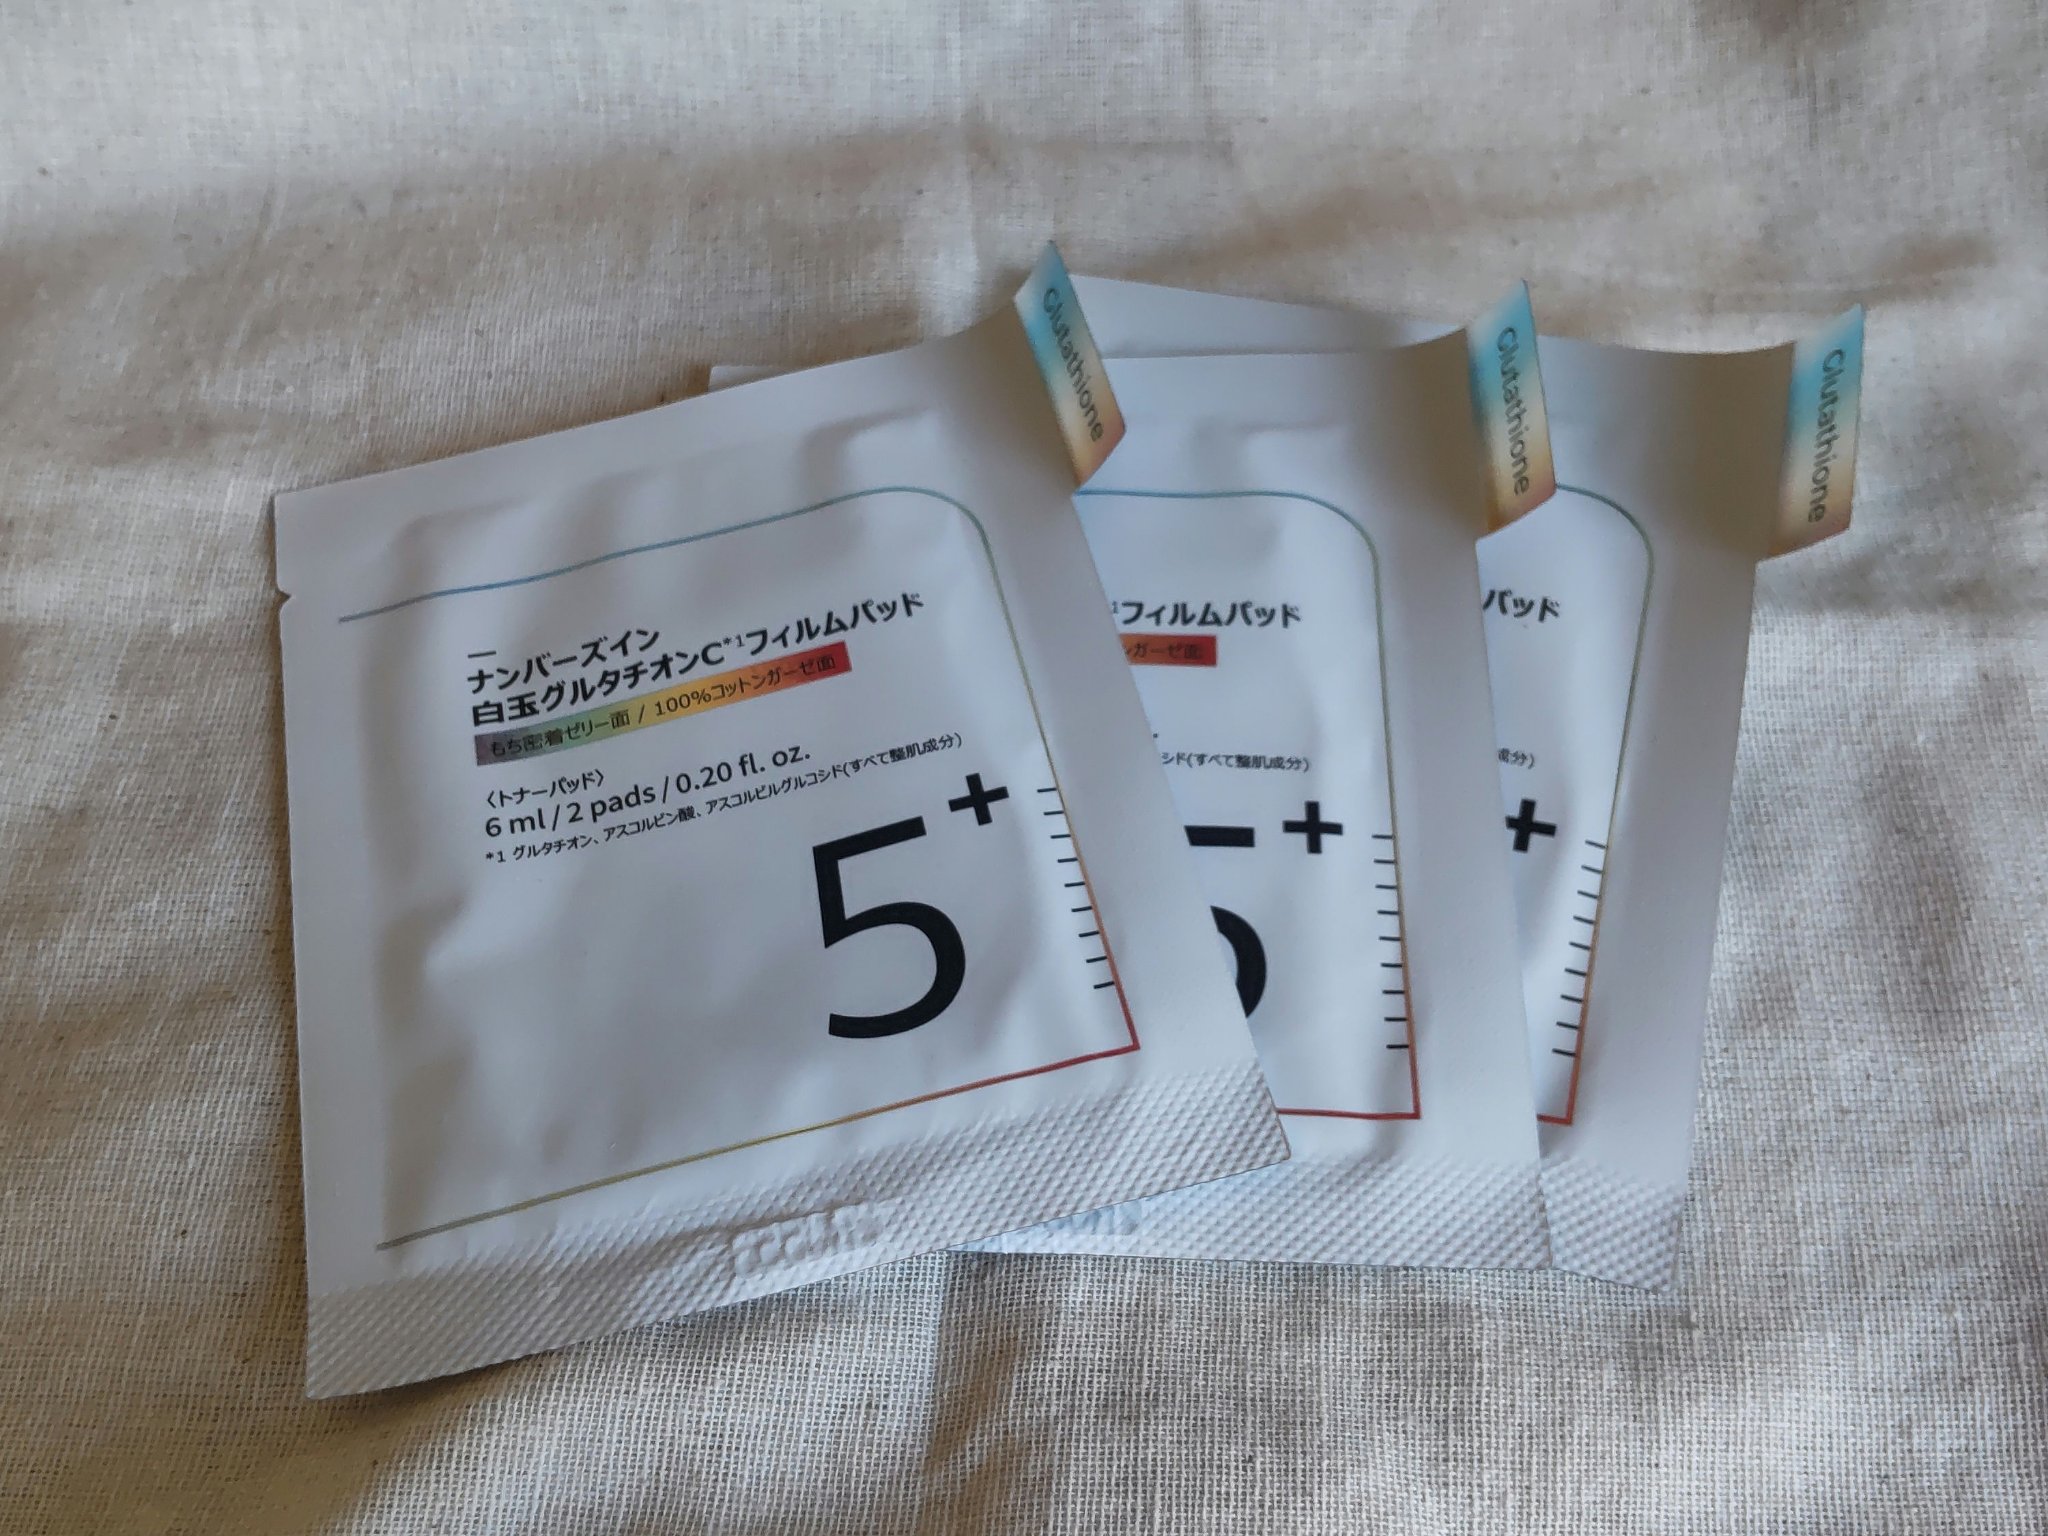 Glutathione
ナンバーズイン
白玉グルタチオンC*1フィルムパッド
もち密着ゼリー面 / 100%コットンガーゼ面
〈トナーパッド〉
6 ml / 2 pads / 0.20 fl. oz.
*1 グルタチオン、アスコルビン酸、アスコルビルグルコシド(すべて整肌成分)
5+
Glutathione
*1フィルムパッド
ンガーゼ面
シド(すべて整肌成分)
5+
Glutathione
パッド
成分)
+